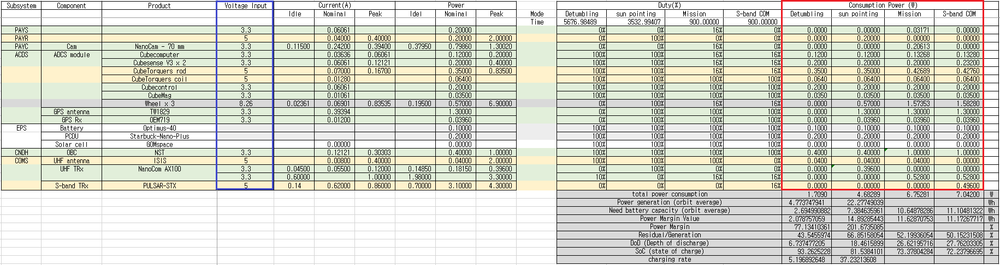 Subsystem Component Product Voltage Input Current(A) Power Duty(%) Consumption Power (W)
Idle Nominal Peak Idel Nominal Peak Mode Detumbling sun pointing Mission S-band COM Detumbling sun pointing Mission S-band COM
Time 5676.98489 3532.99407 900.00000 900.00000
PAYS 3.3 0.06061 0.20000 0% 0% 16% 0% 0.0000 0.00000 0.03171 0.00000
PAYR 5 0.04000 0.40000 0.20000 2.00000 0% 100% 0% 0% 0.0000 0.20000 0.00000 0.00000
PAYC Cam NanoCam - 70 mm 3.3 0.11500 0.24200 0.39400 0.37950 0.79860 1.30020 0% 0% 16% 0% 0.0000 0.00000 0.20613 0.00000
ACDS ADCS module Cubecomputer 3.3 0.03636 0.06061 0.12000 0.20000 100% 100% 16% 16% 0.1200 0.12000 0.13268 0.13280
Cubesense V3 x 2 3.3 0.06061 0.12121 0.20000 0.40000 100% 100% 16% 16% 0.2000 0.20000 0.20000 0.23200
CubeTorquers rod 5 0.07000 0.16700 0.35000 0.83500 100% 100% 16% 16% 0.3500 0.35000 0.42689 0.42760
CubeTorquers coil 5 0.01280 0.06400 100% 100% 100% 100% 0.0640 0.06400 0.06400 0.06400
Cubecontrol 3.3 0.06061 0.20000 100% 100% 100% 100% 0.2000 0.20000 0.20000 0.20000
CubeMag 3.3 0.01061 0.03500 100% 100% 100% 100% 0.0350 0.03500 0.03500 0.03500
Wheel x 3 8.26 0.02361 0.06901 0.83535 0.19500 0.57000 6.90000 0% 100% 16% 16% 0.0000 0.57000 1.57353 1.58280
GPS antenna TW1829 3.3 0.39394 1.30000 0% 100% 100% 100% 0.0000 1.30000 1.30000 1.30000
GPS Rx OEM719 3.3 0.01200 0.03960 0% 100% 100% 100% 0.0000 0.03960 0.03960 0.03960
EPS Battery Optimus-40 0.10000 100% 100% 100% 100% 0.1000 0.10000 0.10000 0.10000
PCDU Starbuck-Nano-Plus 0.20000 100% 100% 100% 100% 0.2000 0.20000 0.20000 0.20000
Solar cell GOMspace 0.00000 0.00000 100% 100% 100% 100% 0.0000 0.00000 0.00000 0.00000
CNDH OBC NST 3.3 0.12121 0.30303 0.40000 1.00000 100% 100% 100% 100% 0.4000 0.40000 1.00000 1.00000
COMS UHF antenna ISIS 5 0.00800 0.40000 0.04000 2.00000 100% 100% 100% 0% 0.0400 0.04000 0.04000 0.00000
UHF TRx NanoCom AX100 3.3 0.04500 0.05500 0.12000 0.14850 0.18150 0.39600 0% 100% 0% 0% 0.0000 0.39600 0.00000 0.00000
3.3 0.60000 1.00000 1.98000 3.30000 10% 0% 16% 16% 0.0000 0.00000 0.52800 0.52800
S-band TRx PULSAR-STX 5 0.14 0.62000 0.86000 0.70000 3.10000 4.30000 0% 0% 0% 16% 0.0000 0.00000 0.00000 0.49600
total power consumption 1.7090 4.68289 6.75281 7.04200 W
Power generation (orbit average) 4.773747941 22.27749039 Wh
Need battery capacity (orbit average) 2.694990882 7.384635961 10.64878286 11.10481322 Wh
Power Margin Value 2.078757059 14.89285443 11.62870753 11.17267717 Wh
Power Margin 77.13410361 201.6735085 %
Residual/Generation 43.5455974 66.85158054 52.19936054 50.15231508 %
DoD (Depth of discharge) 6.737477205 18.4615899 26.62195716 27.76203305 %
SoC (state of charge) 93.2625228 81.5384101 73.37804284 72.23796695 %
charging rate 5.196892648 37.23213608